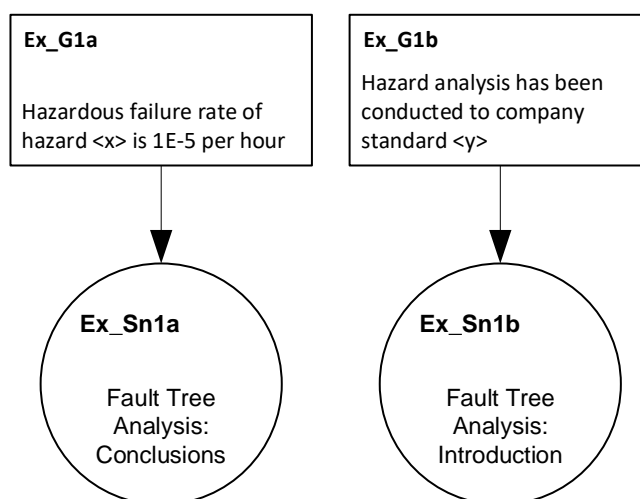 Ex_G1a
Hazardous failure rate of
hazard <x> is 1E-5 per hour
Ex_G1b
Hazard analysis has been
conducted to company
standard <y>
Ex_Sn1a
Fault Tree
Analysis:
Conclusions
Ex_Sn1b
Fault Tree
Analysis:
Introduction